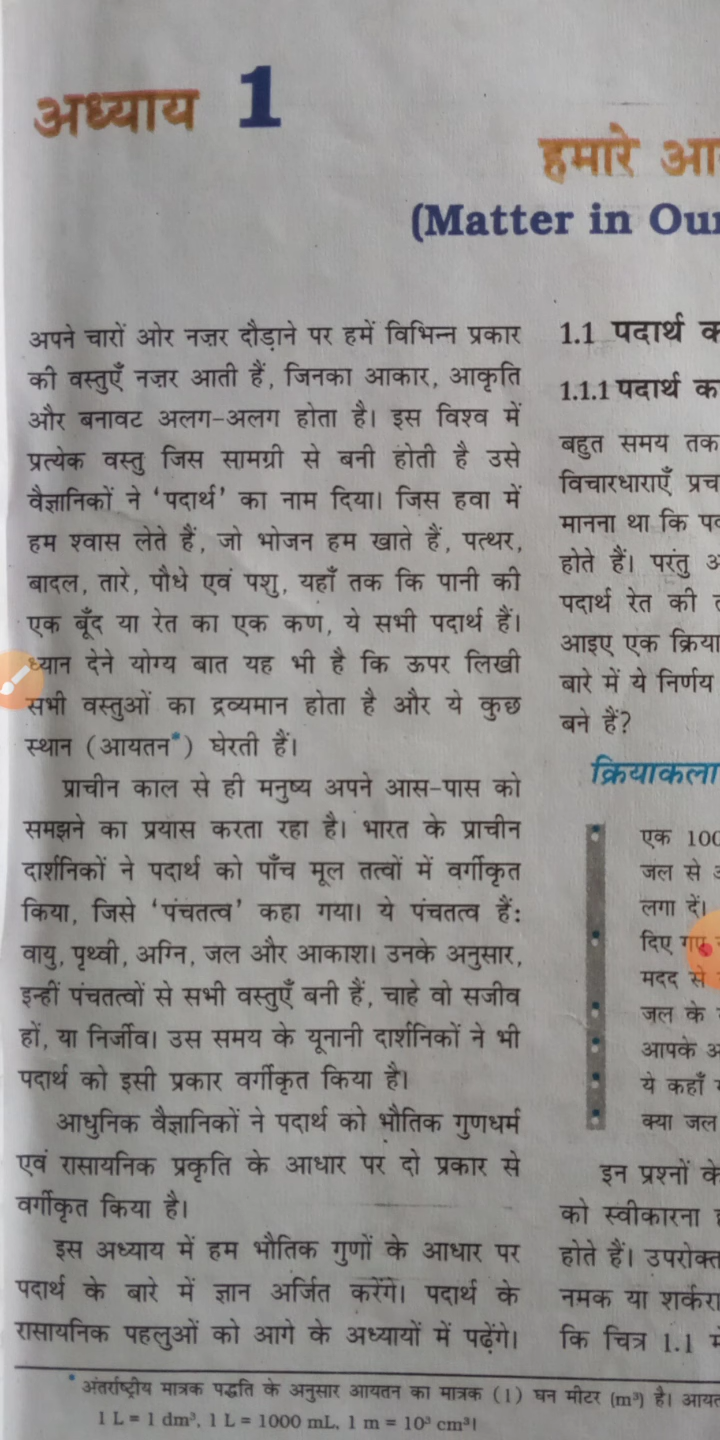 अध्याय 1
हमारे
(Matter in Our
अपने चारों ओर नज़र दौड़ाने पर हमें विभिन्न प्रकार
की वस्तुएँ नज़र आती हैं, जिनका आकार, आकृति
और बनावट अलग-अलग होता है। इस विश्व में
प्रत्येक वस्तु जिस सामग्री से बनी होती है उसे
वैज्ञानिकों ने ‘पदार्थ’ का नाम दिया। जिस हवा में
हम श्वास लेते हैं, जो भोजन हम खाते हैं, पत्थर,
बादल, तारे, पौधे एवं पशु, यहाँ तक कि पानी की
एक बूँद या रेत का एक कण, ये सभी पदार्थ हैं।
ध्यान देने योग्य बात यह भी है कि ऊपर लिखी
सभी वस्तुओं का द्रव्यमान होता है और ये कुछ
स्थान (आयतन*) घेरती हैं।
प्राचीन काल से ही मनुष्य अपने आस-पास को
समझने का प्रयास करता रहा है। भारत के प्राचीन
दार्शनिकों ने पदार्थ को पाँच मूल तत्वों में वर्गीकृत
किया, जिसे ‘पंचतत्व’ कहा गया। ये पंचतत्व हैं:
वायु, पृथ्वी, अग्नि, जल और आकाश। उनके अनुसार,
इन्हीं पंचतत्वों से सभी वस्तुएँ बनी हैं, चाहे वो सजीव
हों, या निर्जीव। उस समय के यूनानी दार्शनिकों ने भी
पदार्थ को इसी प्रकार वर्गीकृत किया है।
आधुनिक वैज्ञानिकों ने पदार्थ को भौतिक गुणधर्म
एवं रासायनिक प्रकृति के आधार पर दो प्रकार से
वर्गीकृत किया है।
इस अध्याय में हम भौतिक गुणों के आधार पर
पदार्थ के बारे में ज्ञान अर्जित करेंगे। पदार्थ के
रासायनिक पहलुओं को आगे के अध्यायों में पढ़ेंगे।
1.1 पदार्थ
1.1.1 पदार्थ का
बहुत समय तक
विचारधाराएँ
मानना था कि
होते हैं। परंतु
पदार्थ रेत की
आइए एक
बारे में ये निर्णय
बने हैं?
क्रियाकला
एक 100
जल से
लगा दें।
दिए गए
मदद से
जल के
आपके
ये कहाँ
क्या जल
इन प्रश्नों के
को स्वीकारना
होते हैं। उपरोक्त
नमक या शर्करा
कि चित्र 1.1
* अंतर्राष्ट्रीय मात्रक पद्धति के अनुसार आयतन का मात्रक (1) घन मीटर (m³) है।
1 L = 1 dm³, 1 L = 1000 mL, 1 m = 10³ cm³।